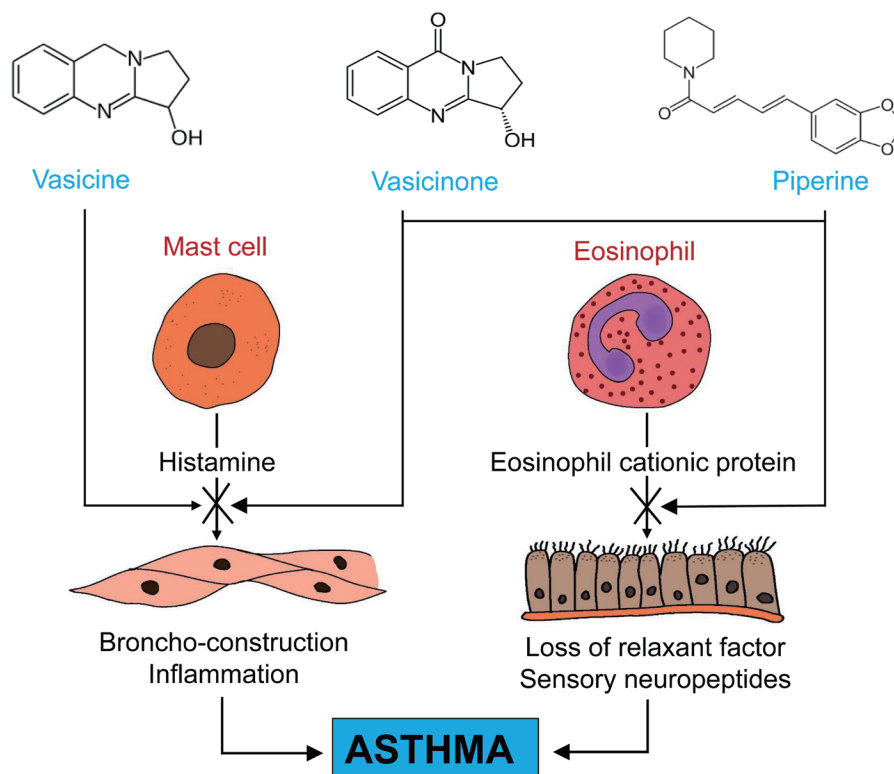 O
N
N
OH
Vasicine
O
N
N
OH
Vasicinone
N
O
O
O
Piperine
Mast cell
Eosinophil
Histamine
Eosinophil cationic protein
Broncho-construction
Inflammation
Loss of relaxant factor
Sensory neuropeptides
ASTHMA